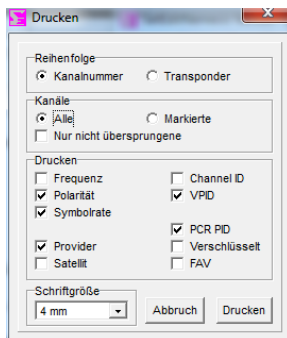 Drucken
Reihenfolge
Kanalnummer Transponder
Kanäle
Alle Markierte
Nur nicht übersprungene
Drucken
Frequenz Channel ID
Polarität VPID
Symbolrate
PCR PID
Provider Verschlüsselt
Satellit FAV
Schriftgröße
4 mm Abbruch Drucken